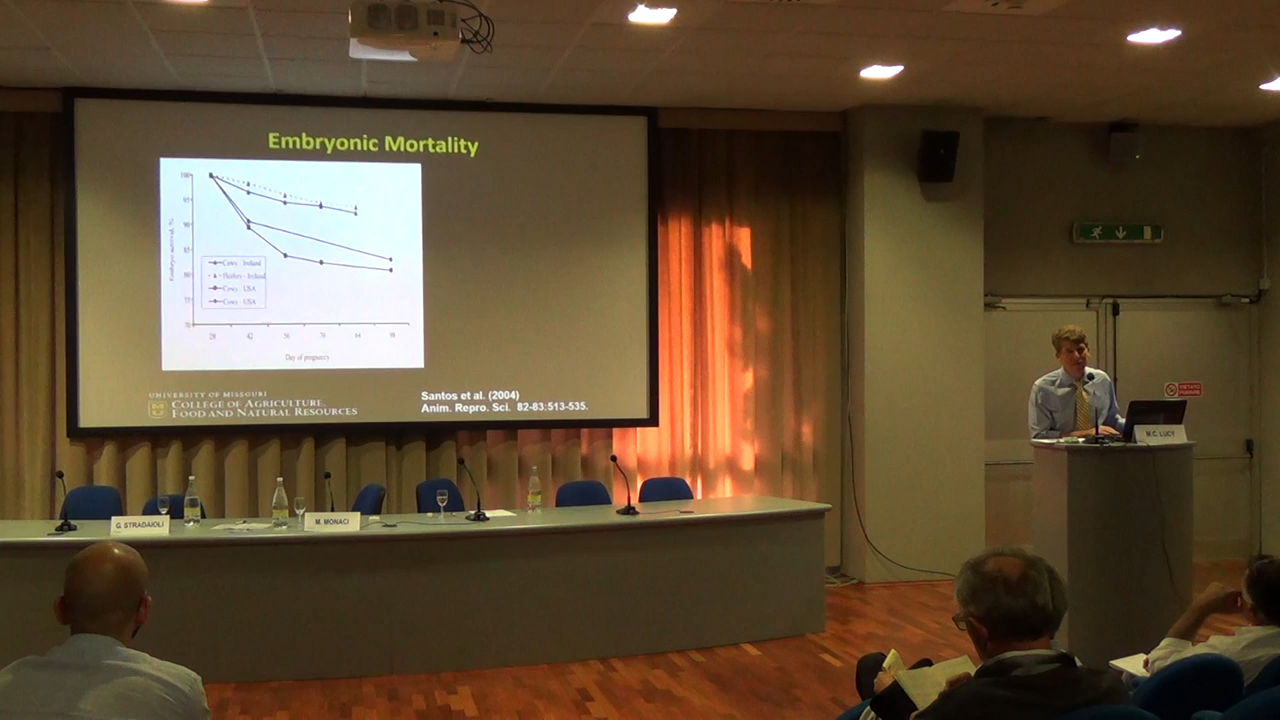 Embryonic Mortality
100
95
90
85
80
75
70
Cows - Ireland
Heifers - Ireland
Cows - USA
Cows - USA
28 42 56 70 84 98
Day of pregnancy
UNIVERSITY OF MISSOURI
COLLEGE OF AGRICULTURE,
FOOD AND NATURAL RESOURCES
Santos et al. (2004)
Anim. Repro. Sci. 82-83:513-535.
G. STRADAIOLI
M. MONACI
M.C. LUCY
VIETATO
FUMARE